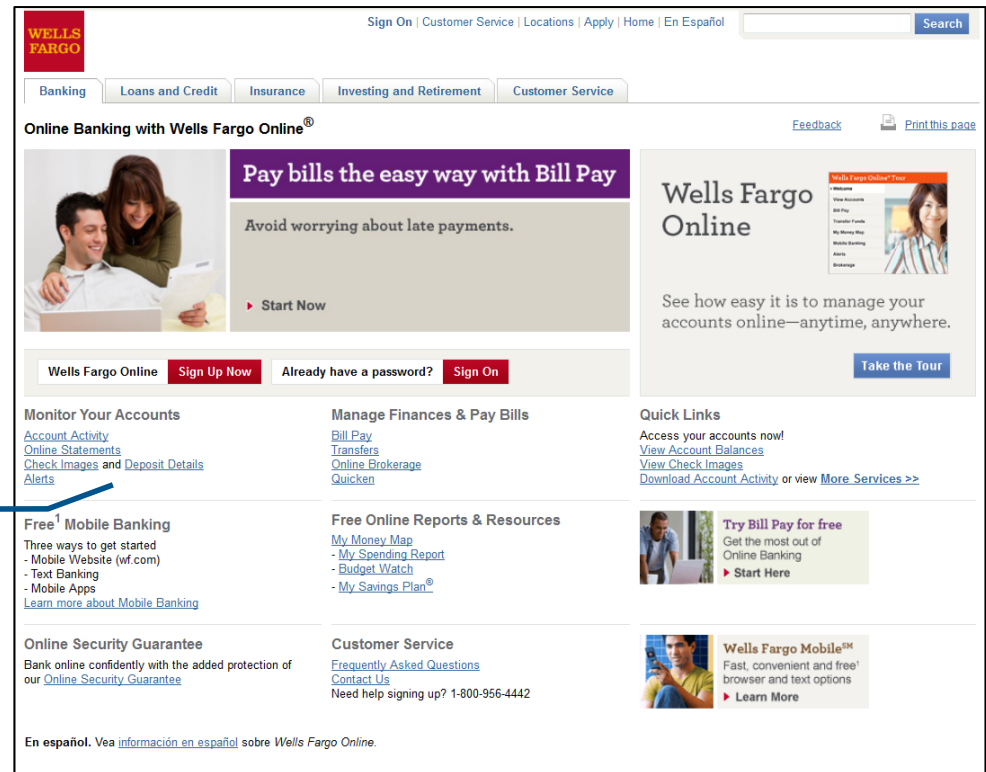 WELLS
FARGO
Sign On | Customer Service | Locations | Apply | Home | En Español
Search
Banking
Loans and Credit
Insurance
Investing and Retirement
Customer Service
Online Banking with Wells Fargo Online®
Feedback
Print this page
Pay bills the easy way with Bill Pay
Avoid worrying about late payments.
Start Now
Wells Fargo
Online
Wells Fargo Online® Tour
Welcome
View Accounts
Bill Pay
Transfer Funds
My Money Map
Mobile Banking
Alerts
Brokerage
See how easy it is to manage your
accounts online—anytime, anywhere.
Take the Tour
Wells Fargo Online Sign Up Now
Already have a password? Sign On
Monitor Your Accounts
Account Activity
Online Statements
Check Images and Deposit Details
Alerts
Manage Finances & Pay Bills
Bill Pay
Transfers
Online Brokerage
Quicken
Quick Links
Access your accounts now!
View Account Balances
View Check Images
Download Account Activity or view More Services >>
Free¹ Mobile Banking
Three ways to get started
- Mobile Website (wf.com)
- Text Banking
- Mobile Apps
Learn more about Mobile Banking
Free Online Reports & Resources
My Money Map
- My Spending Report
- Budget Watch
- My Savings Plan®
Try Bill Pay for free
Get the most out of
Online Banking
Start Here
Online Security Guarantee
Bank online confidently with the added protection of
our Online Security Guarantee
Customer Service
Frequently Asked Questions
Contact Us
Need help signing up? 1-800-956-4442
Wells Fargo Mobile℠
Fast, convenient and free¹
browser and text options
Learn More
En español. Vea información en español sobre Wells Fargo Online.